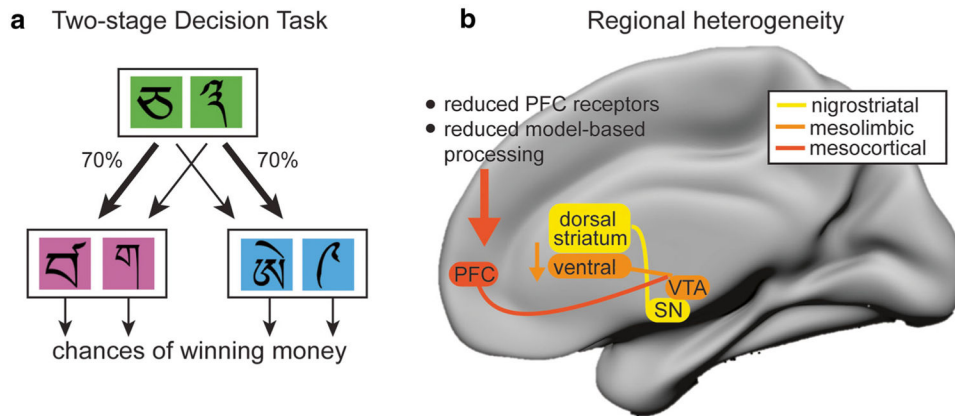 a Two-stage Decision Task
ཅ ཇི
70% 70%
chances of winning money
b Regional heterogeneity
• reduced PFC receptors
• reduced model-based
processing
nigrostriatal
mesolimbic
mesocortical
dorsal
striatum
ventral
PFC
VTA
SN